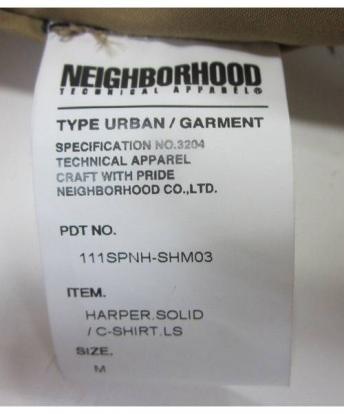 NEIGHBORHOOD
TECHNICAL APPAREL®
TYPE URBAN / GARMENT
SPECIFICATION NO.3204
TECHNICAL APPAREL
CRAFT WITH PRIDE
NEIGHBORHOOD CO.,LTD.
PDT NO.
111SPNH-SHM03
ITEM.
HARPER.SOLID
/ C-SHIRT.LS
SIZE.
M